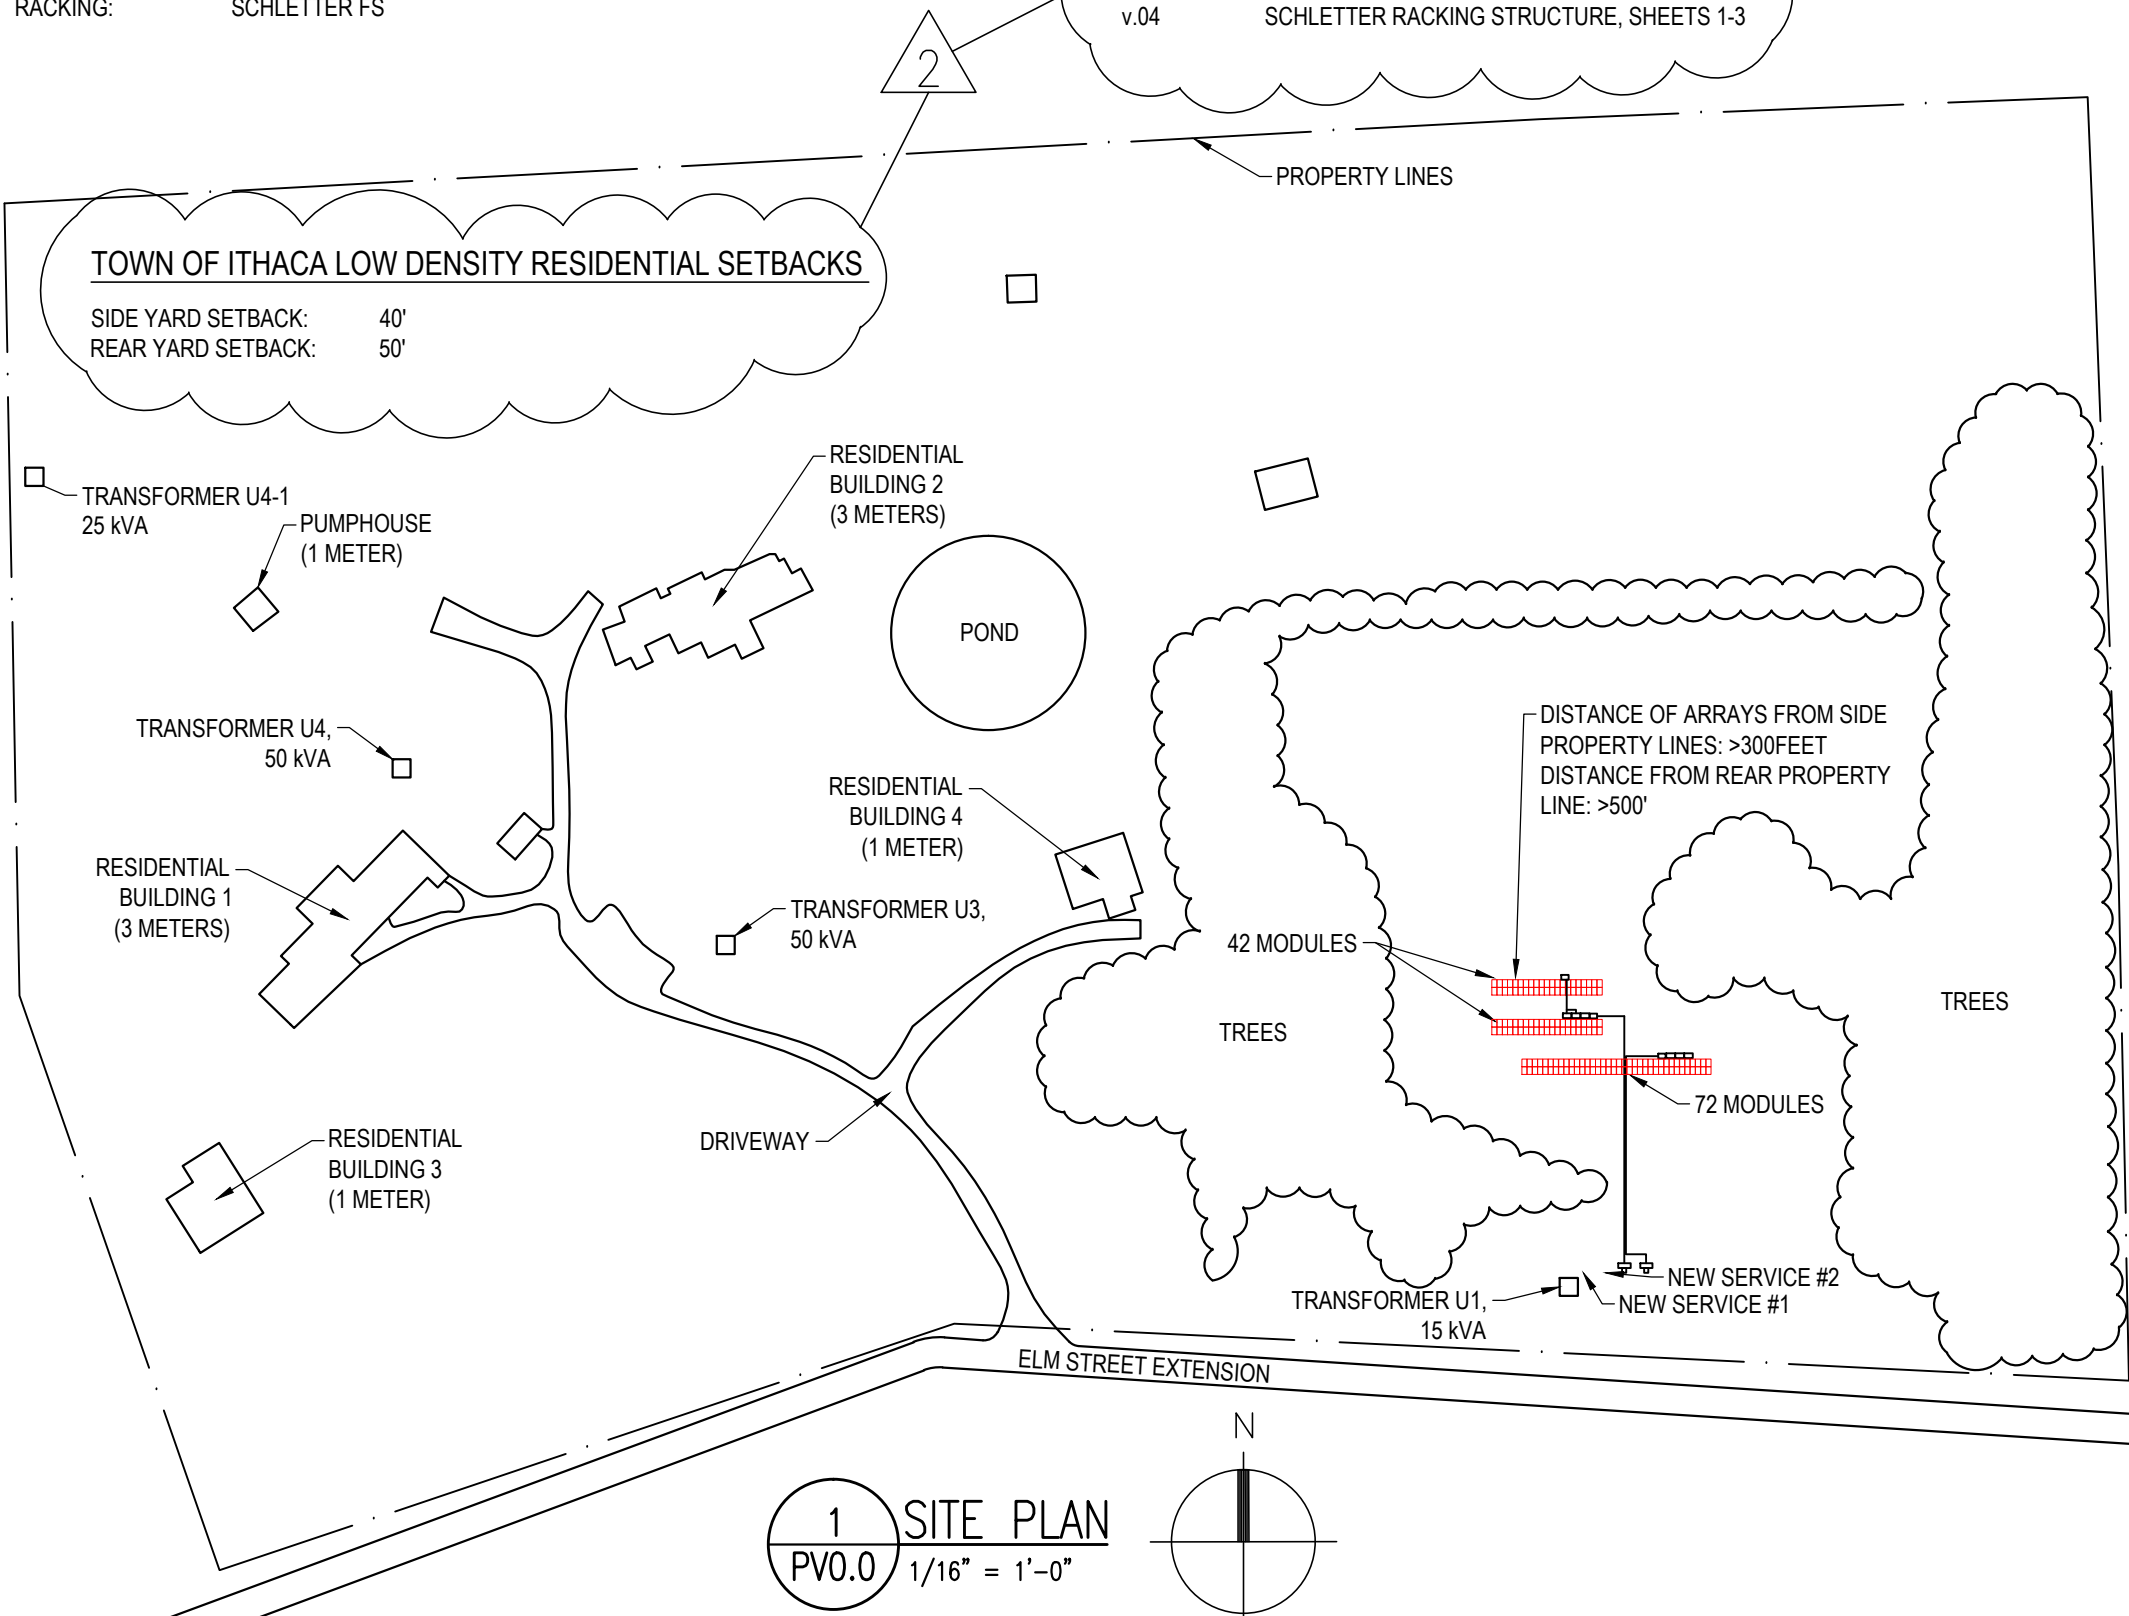 RACKING: SCHLETTER FS
v.04 SCHLETTER RACKING STRUCTURE, SHEETS 1-3
2
PROPERTY LINES
TOWN OF ITHACA LOW DENSITY RESIDENTIAL SETBACKS
SIDE YARD SETBACK: 40'
REAR YARD SETBACK: 50'
TRANSFORMER U4-1
25 kVA
PUMPHOUSE
(1 METER)
RESIDENTIAL
BUILDING 2
(3 METERS)
POND
TRANSFORMER U4,
50 kVA
DISTANCE OF ARRAYS FROM SIDE
PROPERTY LINES: >300FEET
DISTANCE FROM REAR PROPERTY
LINE: >500'
RESIDENTIAL
BUILDING 4
(1 METER)
RESIDENTIAL
BUILDING 1
(3 METERS)
TRANSFORMER U3,
50 kVA
42 MODULES
TREES
TREES
72 MODULES
DRIVEWAY
RESIDENTIAL
BUILDING 3
(1 METER)
NEW SERVICE #2
NEW SERVICE #1
TRANSFORMER U1,
15 kVA
ELM STREET EXTENSION
N
1
PV0.0
SITE PLAN
1/16" = 1'-0"